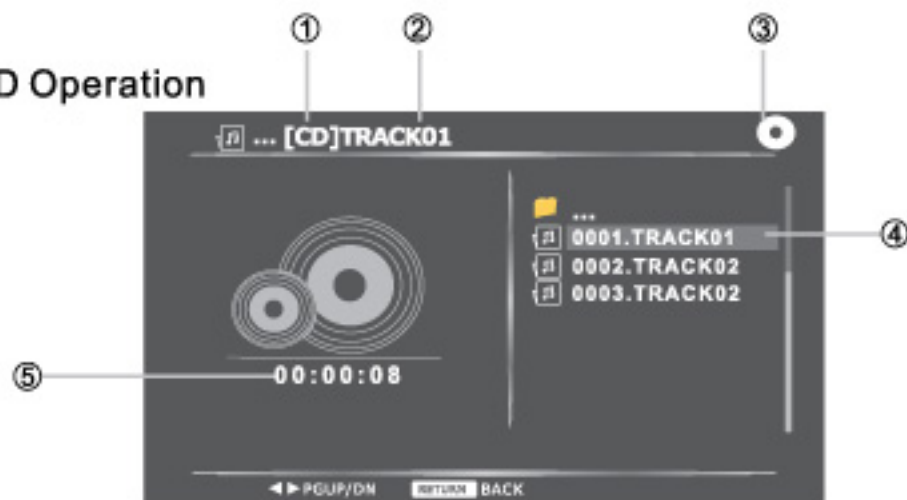 ① ② ③
D Operation
... [CD]TRACK01
...
0001.TRACK01
④
0002.TRACK02
0003.TRACK02
⑤
00:00:08
◀ ▶ PGUP/DN RETURN BACK